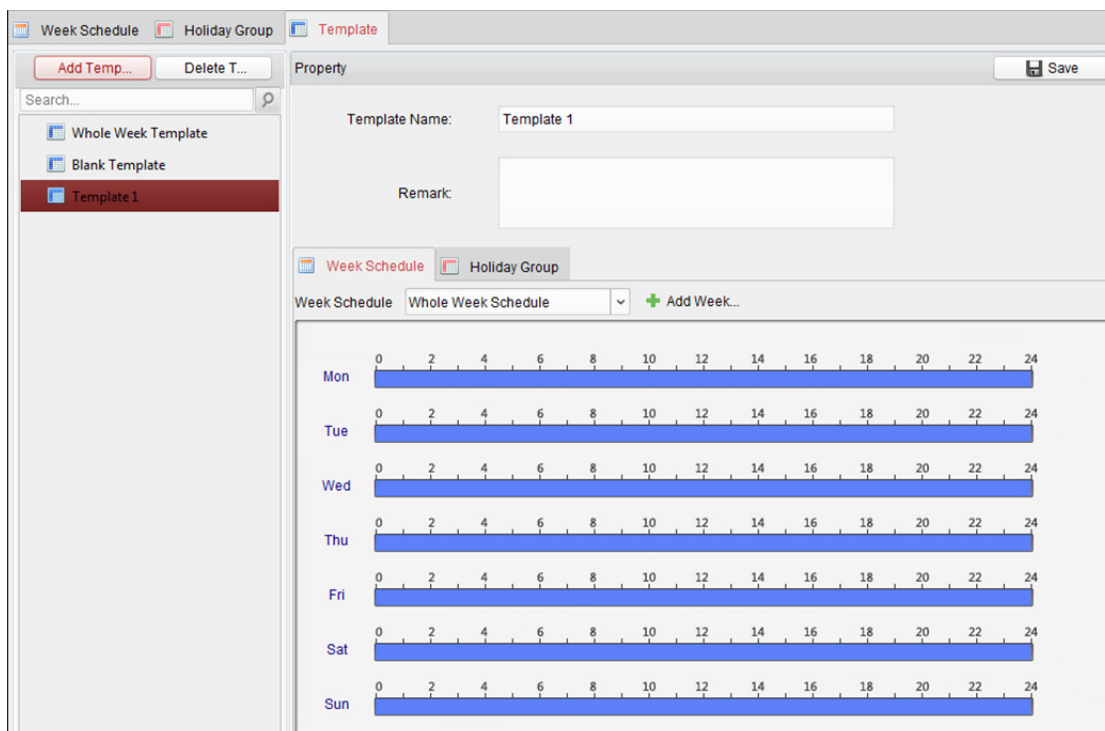 Week Schedule Holiday Group Template
Add Temp... Delete T... Property Save
Search...
Whole Week Template
Blank Template
Template 1
Template Name: Template 1
Remark:
Week Schedule Holiday Group
Week Schedule Whole Week Schedule Add Week...
0 2 4 6 8 10 12 14 16 18 20 22 24
Mon
0 2 4 6 8 10 12 14 16 18 20 22 24
Tue
0 2 4 6 8 10 12 14 16 18 20 22 24
Wed
0 2 4 6 8 10 12 14 16 18 20 22 24
Thu
0 2 4 6 8 10 12 14 16 18 20 22 24
Fri
0 2 4 6 8 10 12 14 16 18 20 22 24
Sat
0 2 4 6 8 10 12 14 16 18 20 22 24
Sun